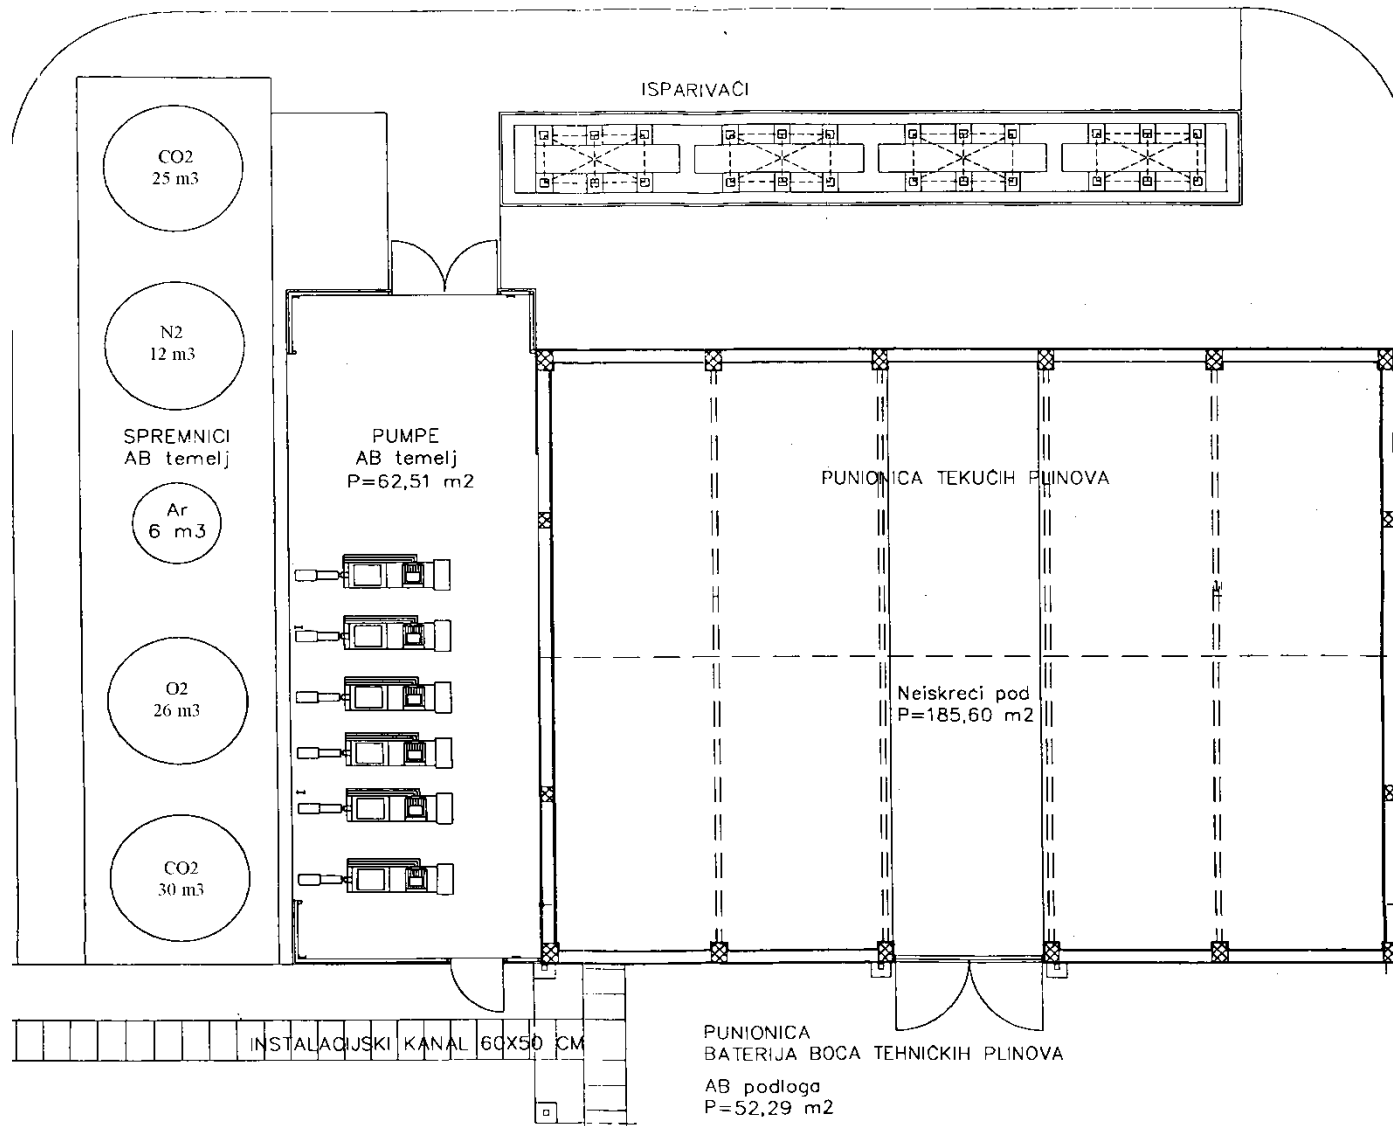 ISPARIVAČI
CO2
25 m3
N2
12 m3
SPREMNICI
AB temelj
Ar
6 m3
O2
26 m3
CO2
30 m3
PUMPE
AB temelj
P=62,51 m2
PUNIONICA TEKUĆIH PLINOVA
Neiskreci pod
P=185,60 m2
INSTALACIJSKI KANAL 60X50 CM
PUNIONICA
BATERIJA BOCA TEHNIČKIH PLINOVA
AB podloga
P=52,29 m2